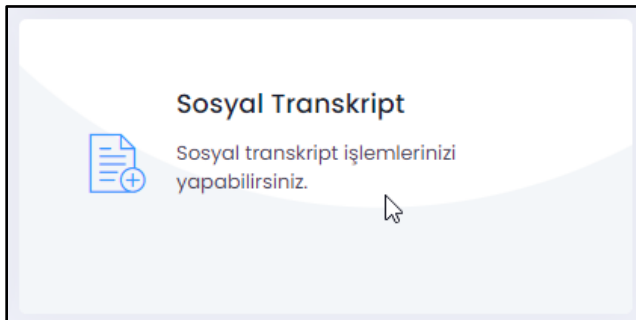 Sosyal Transkript
Sosyal transkript işlemlerinizi
yapabilirsiniz.